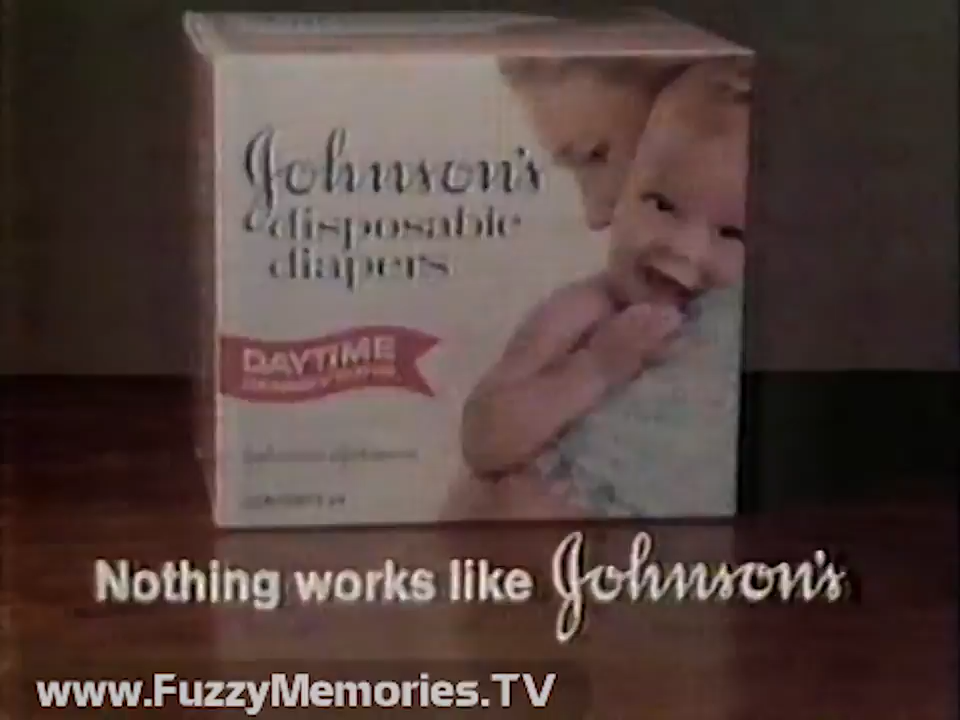 Johnson's
disposable
diapers
DAYTIME
Nothing works like Johnson's
www.FuzzyMemories.TV